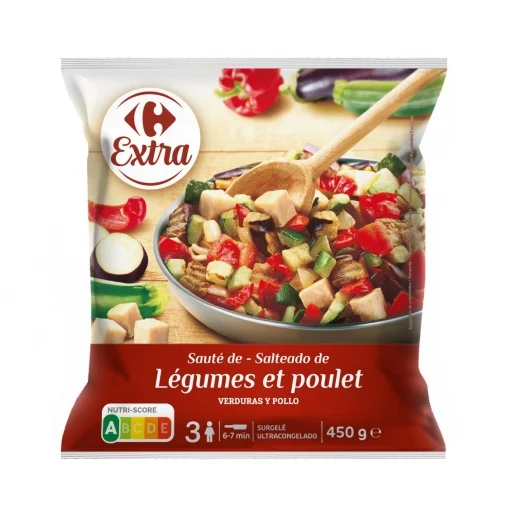 Extra
Sauté de - Salteado de
Légumes et poulet
VERDURAS Y POLLO
NUTRI-SCORE
A B C D E
3
6-7 min
SURGELÉ
ULTRACONGELADO
450 g e